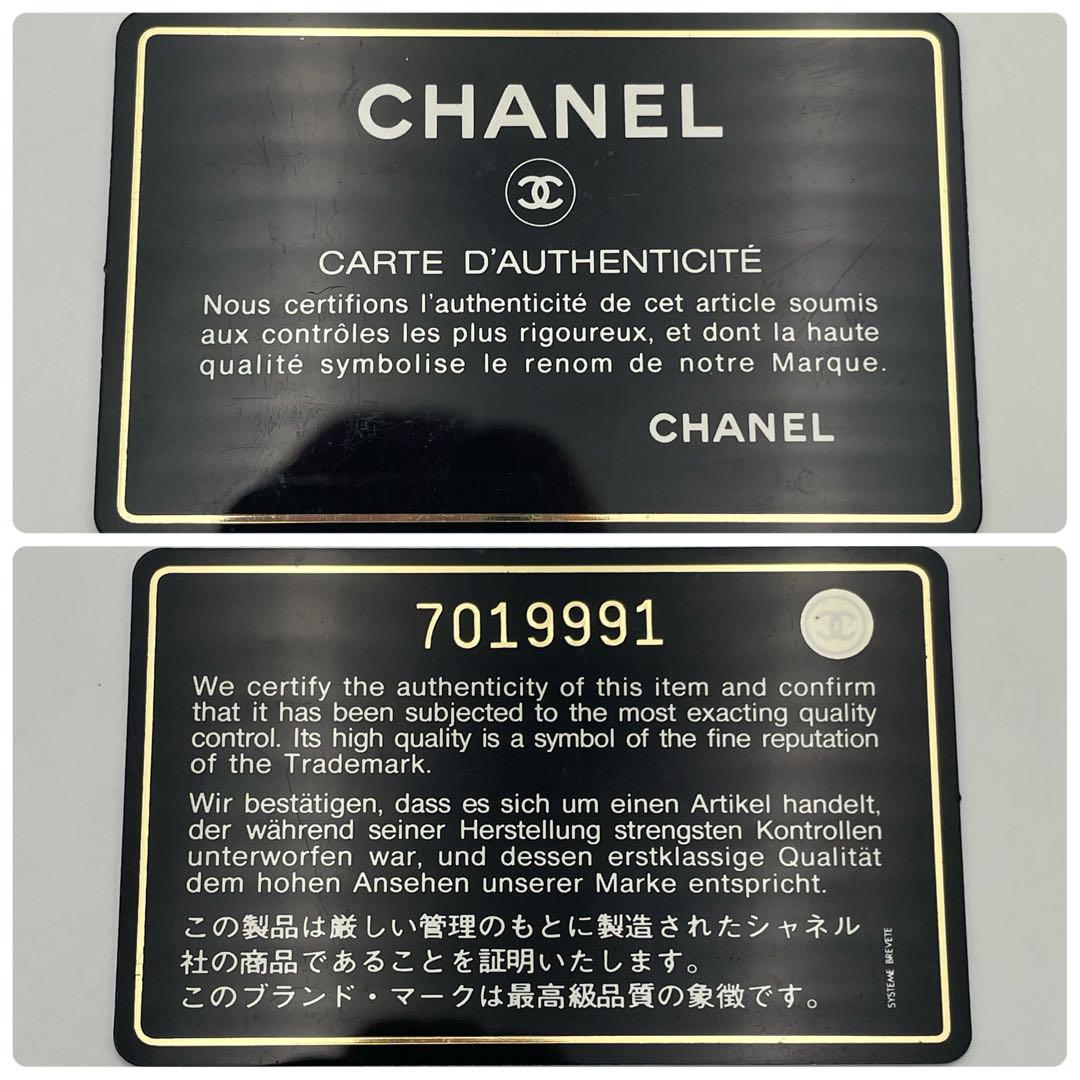 CHANEL
CARTE D'AUTHENTICITÉ
Nous certifions l'authenticité de cet article soumis
aux contrôles les plus rigoureux, et dont la haute
qualité symbolise le renom de notre Marque.
CHANEL
7019991
We certify the authenticity of this item and confirm
that it has been subjected to the most exacting quality
control. Its high quality is a symbol of the fine reputation
of the Trademark.
Wir bestätigen, dass es sich um einen Artikel handelt,
der während seiner Herstellung strengsten Kontrollen
unterworfen war, und dessen erstklassige Qualität
dem hohen Ansehen unserer Marke entspricht.
この製品は厳しい管理のもとに製造されたシャネル
社の商品であることを証明いたします。
このブランド・マークは最高級品質の象徴です。
SYSTEME BREVETE